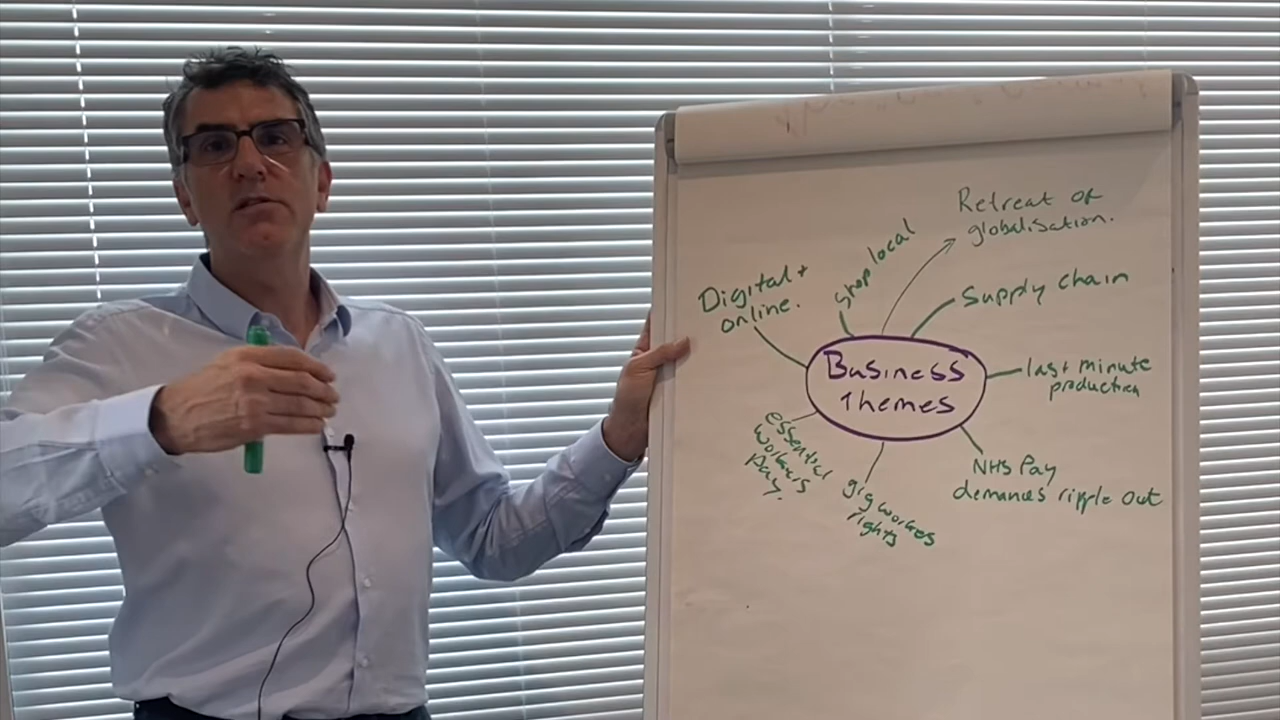 Retreat of
globalisation.
shop local
Supply chain
Digital +
online.
Business
Themes
last minute
production
essential
workers
pay.
NHS Pay
demands ripple out
gig workers
rights